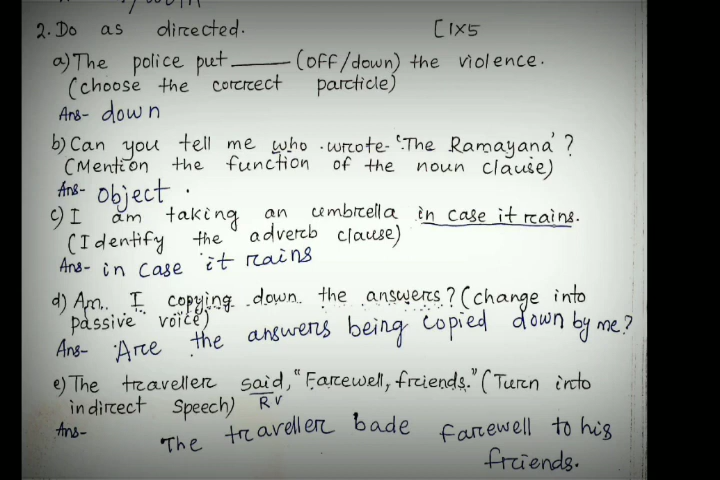 2. Do as directed. [1x5
a) The police put ____ (off/down) the violence.
(choose the correct particle)
Ans- down
b) Can you tell me who wrote 'The Ramayana'?
(Mention the function of the noun clause)
Ans- object.
c) I am taking an umbrella in case it rains.
(Identify the adverb clause)
Ans- in case it rains
d) Am I copying down the answers? (change into
passive voice)
Ans- Are the answers being copied down by me?
e) The traveller said, "Farewell, friends." (Turn into
indirect speech) RV
Ans- The traveller bade farewell to his
friends.